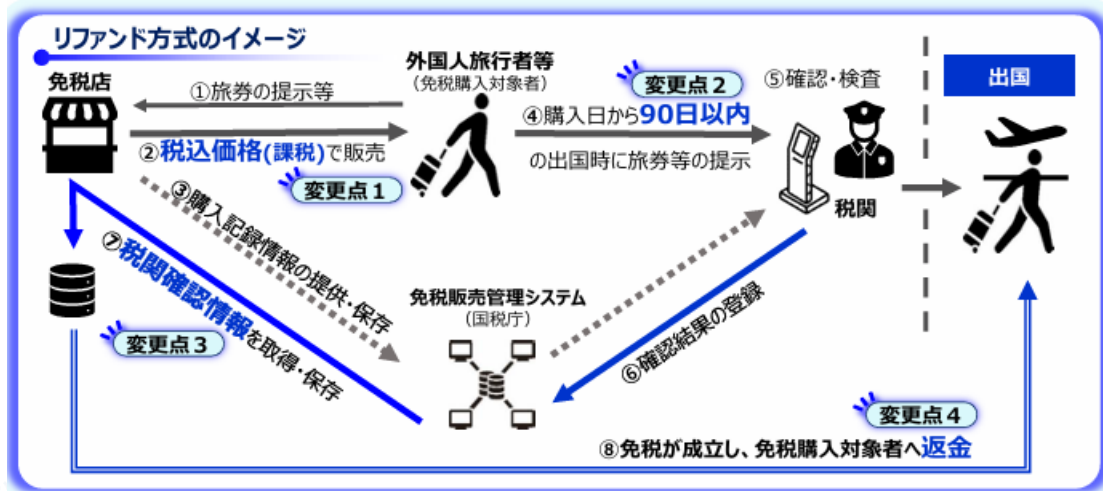 リファンド方式のイメージ
免税店
①旅券の提示等
外国人旅行者等
(免税購入対象者)
②税込価格(課税)で販売
変更点1
変更点2
④購入日から90日以内
の出国時に旅券等の提示
⑤確認・検査
税関
出国
③購入記録情報の提供・保存
⑦税関確認情報を取得・保存
変更点3
免税販売管理システム
(国税庁)
⑥確認結果の登録
変更点4
⑧免税が成立し、免税購入対象者へ返金